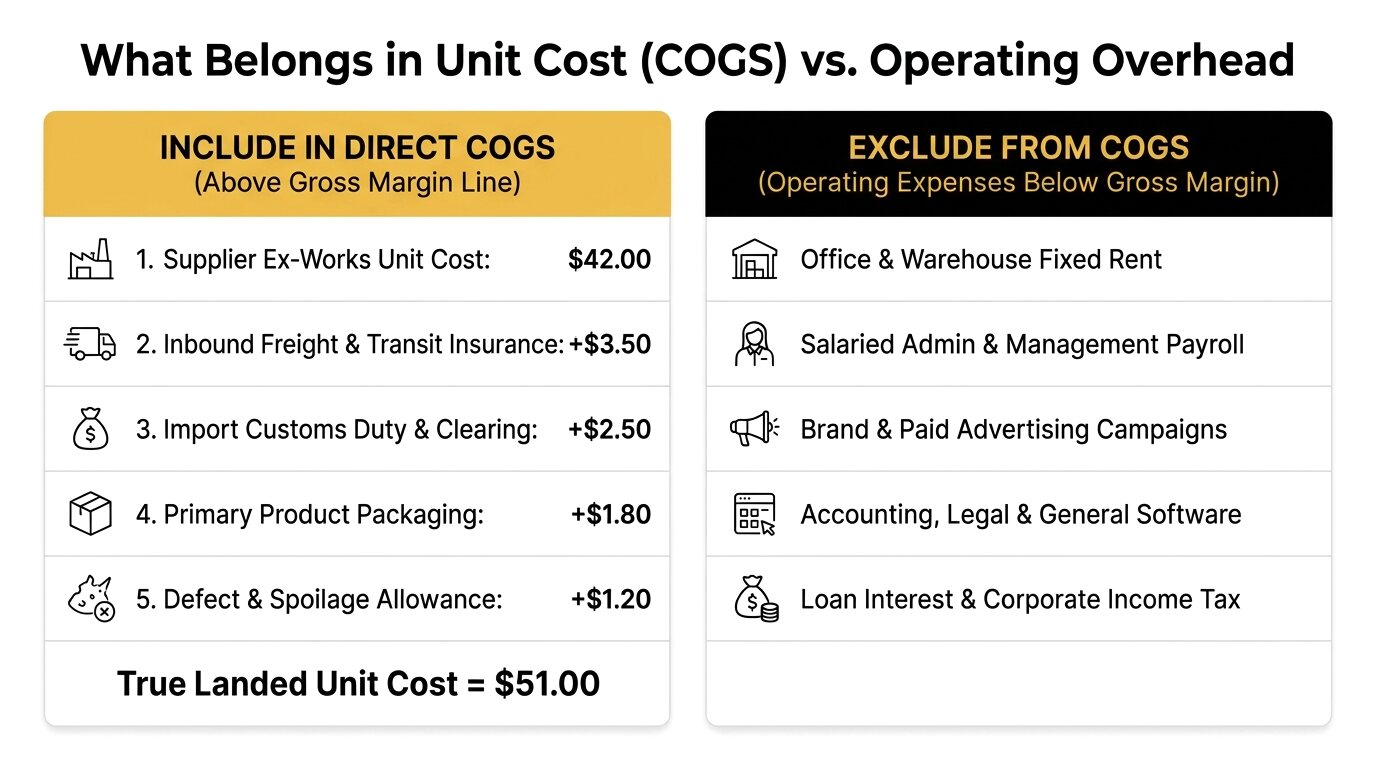 What Belongs in Unit Cost (COGS) vs. Operating Overhead
INCLUDE IN DIRECT COGS
(Above Gross Margin Line)
1. Supplier Ex-Works Unit Cost: $42.00
2. Inbound Freight & Transit Insurance: +$3.50
3. Import Customs Duty & Clearing: +$2.50
4. Primary Product Packaging: +$1.80
5. Defect & Spoilage Allowance: +$1.20
True Landed Unit Cost = $51.00
EXCLUDE FROM COGS
(Operating Expenses Below Gross Margin)
Office & Warehouse Fixed Rent
Salaried Admin & Management Payroll
Brand & Paid Advertising Campaigns
Accounting, Legal & General Software
Loan Interest & Corporate Income Tax